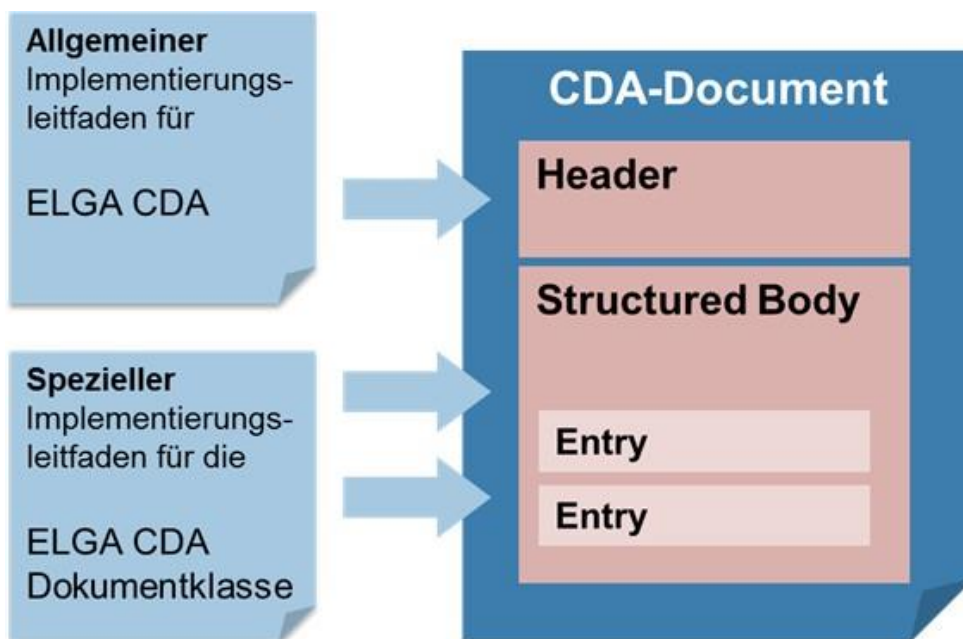 Allgemeiner
Implementierungs-
leitfaden für
ELGA CDA
Spezieller
Implementierungs-
leitfaden für die
ELGA CDA
Dokumentklasse
CDA-Document
Header
Structured Body
Entry
Entry